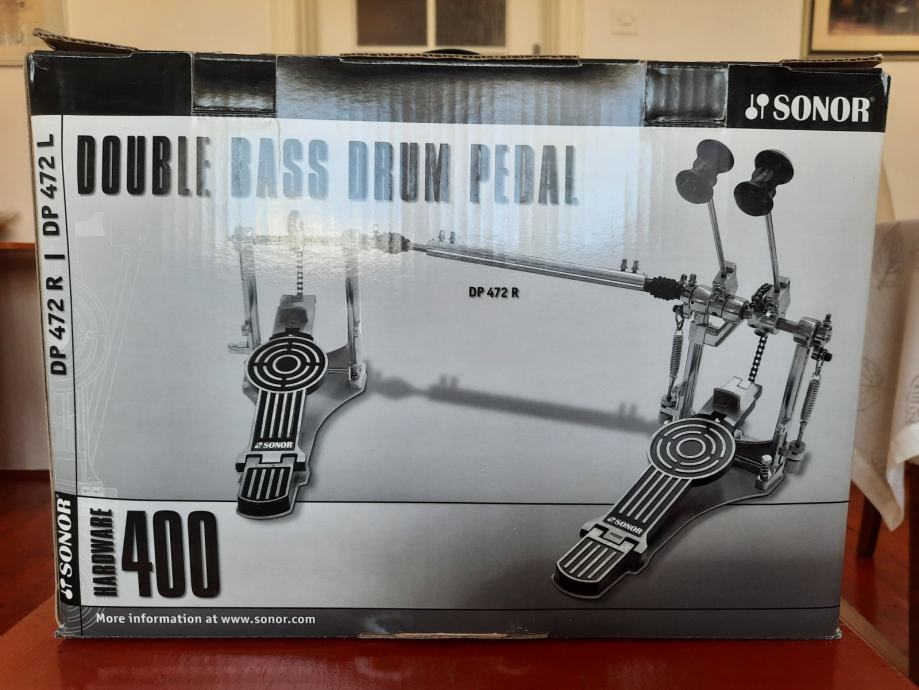 SONOR
DOUBLE BASS DRUM PEDAL
DP 472 R | DP 472 L
DP 472 R
SONOR
SONOR
SONOR
HARDWARE
400
More information at www.sonor.com